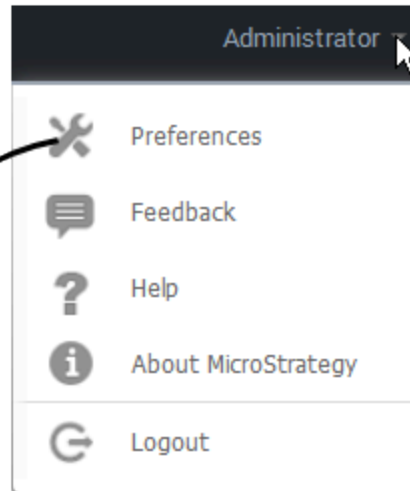 Administrator
Preferences
Feedback
Help
About MicroStrategy
Logout